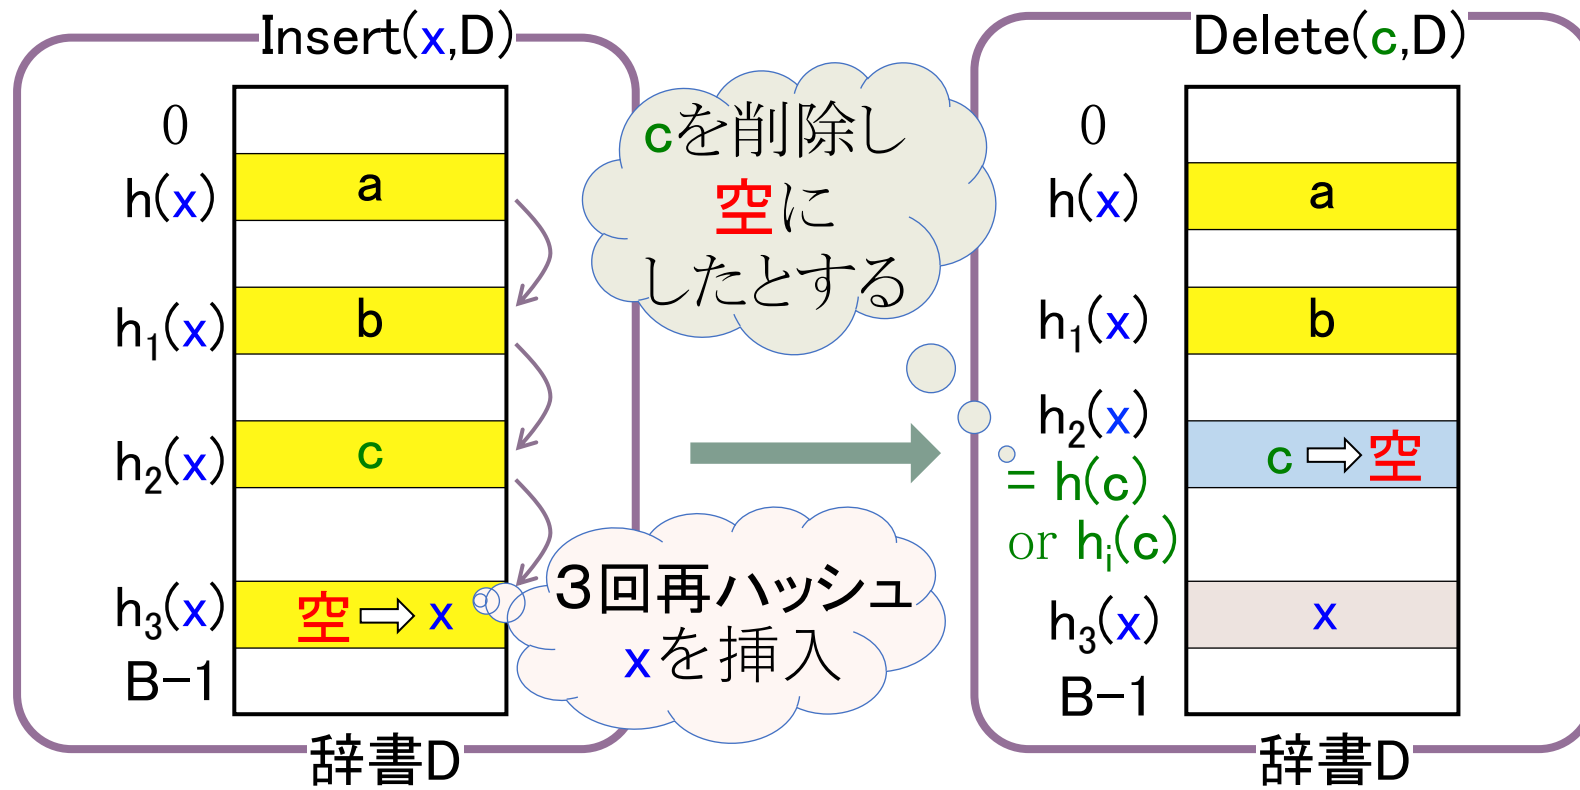 Insert(x,D)
0
h(x) a
h₁(x) b
h₂(x) c
h₃(x) 空⇨x
B-1
辞書D
cを削除し
空に
したとする
3回再ハッシュ
xを挿入
Delete(c,D)
0
h(x) a
h₁(x) b
h₂(x) c⇨空
= h(c)
or hᵢ(c)
h₃(x) x
B-1
辞書D